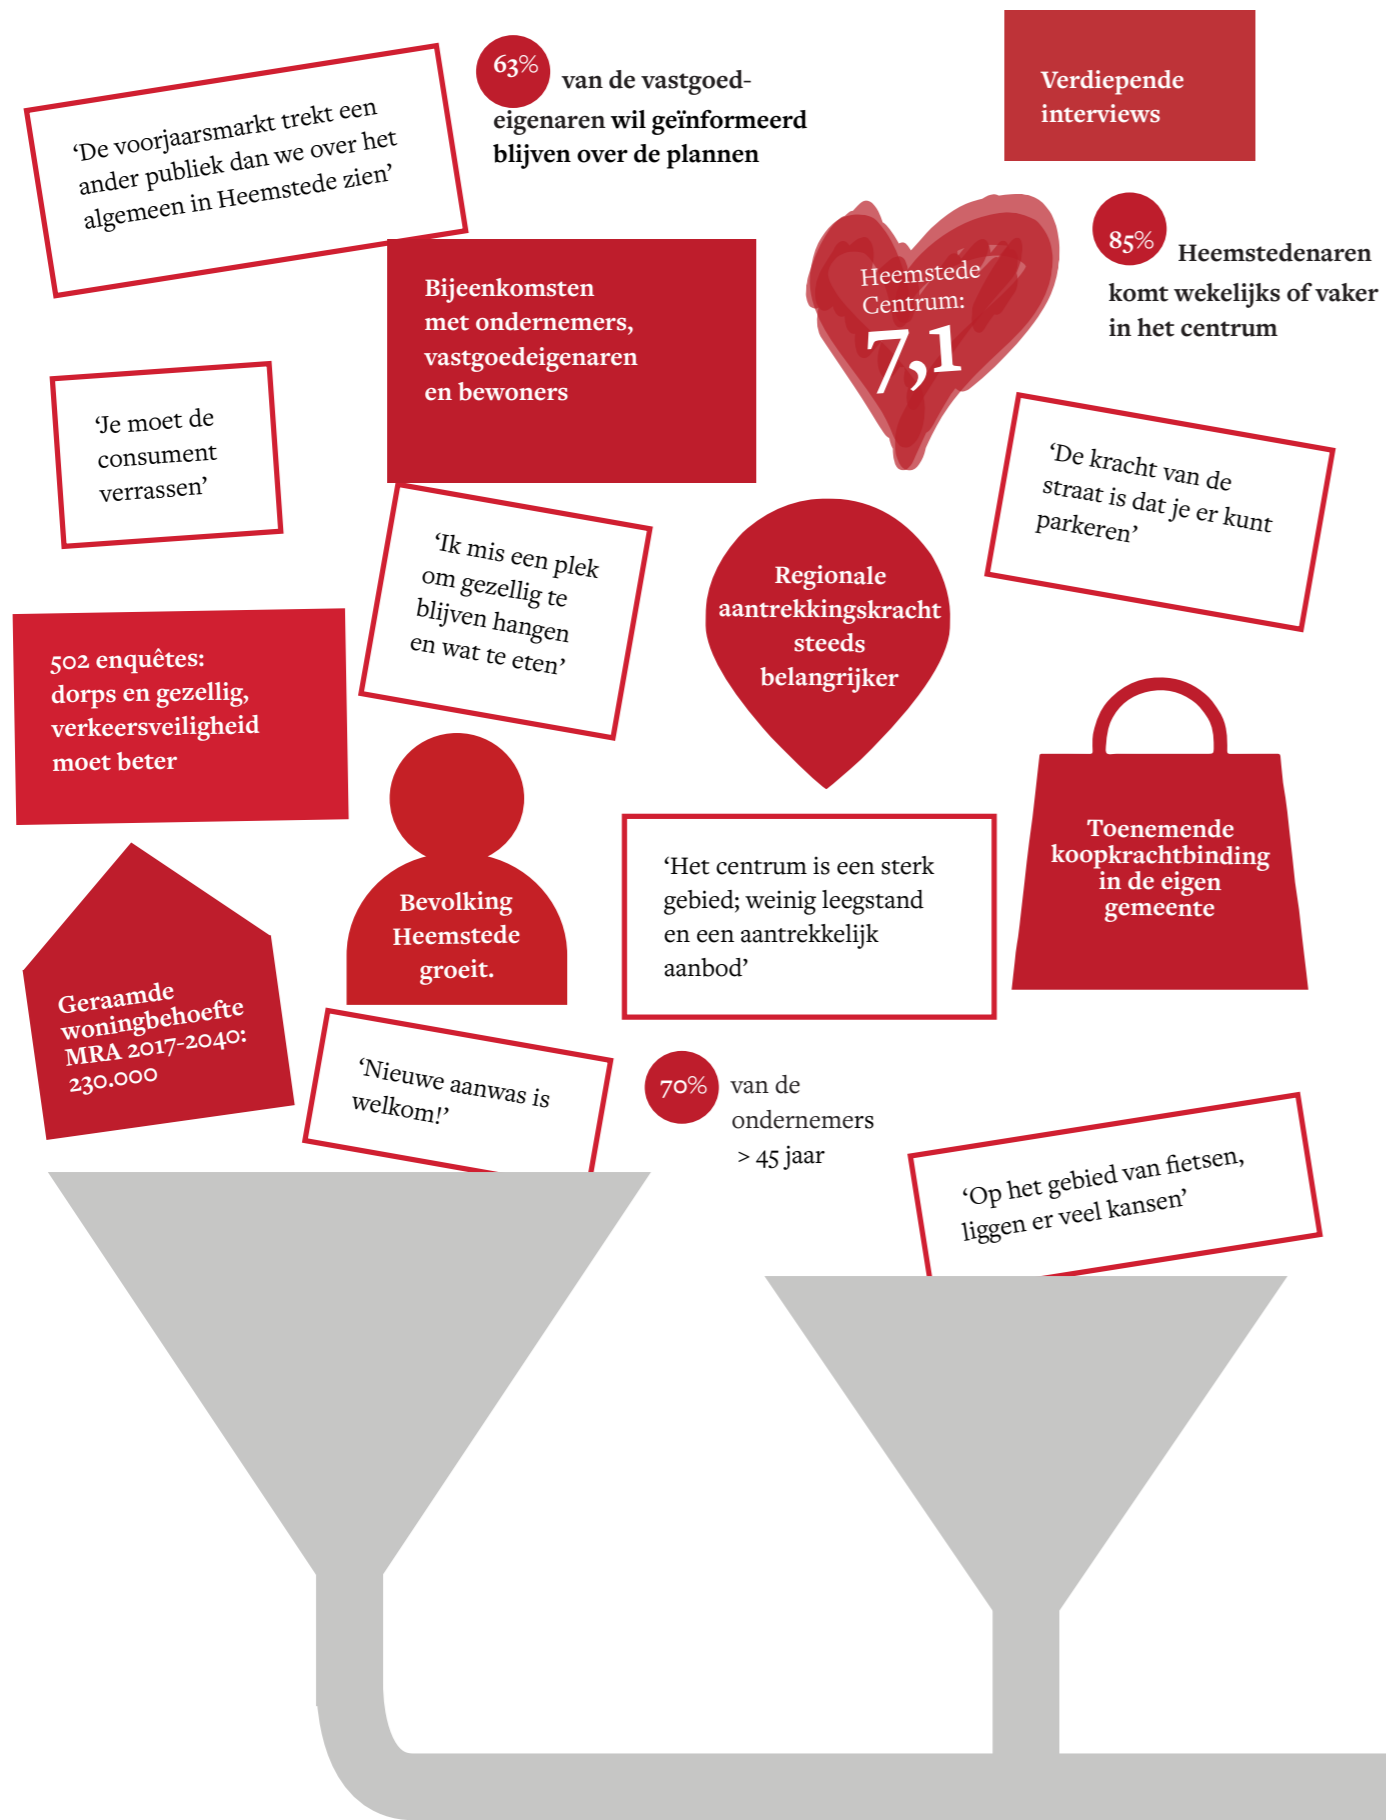 ‘De voorjaarsmarkt trekt een
ander publiek dan we over het
algemeen in Heemstede zien’
63% van de vastgoed-
eigenaren wil geïnformeerd
blijven over de plannen
Verdiepende
interviews
Bijeenkomsten
met ondernemers,
vastgoedeigenaren
en bewoners
Heemstede
Centrum:
7,1
85% Heemstedenaren
komt wekelijks of vaker
in het centrum
‘Je moet de
consument
verrassen’
‘De kracht van de
straat is dat je er kunt
parkeren’
‘Ik mis een plek
om gezellig te
blijven hangen
en wat te eten’
Regionale
aantrekkingskracht
steeds
belangrijker
502 enquêtes:
dorps en gezellig,
verkeersveiligheid
moet beter
Bevolking
Heemstede
groeit.
‘Het centrum is een sterk
gebied; weinig leegstand
en een aantrekkelijk
aanbod’
Toenemende
koopkrachtbinding
in de eigen
gemeente
Geraamde
woningbehoefte
MRA 2017-2040:
230.000
‘Nieuwe aanwas is
welkom!’
70% van de
ondernemers
> 45 jaar
‘Op het gebied van fietsen,
liggen er veel kansen’